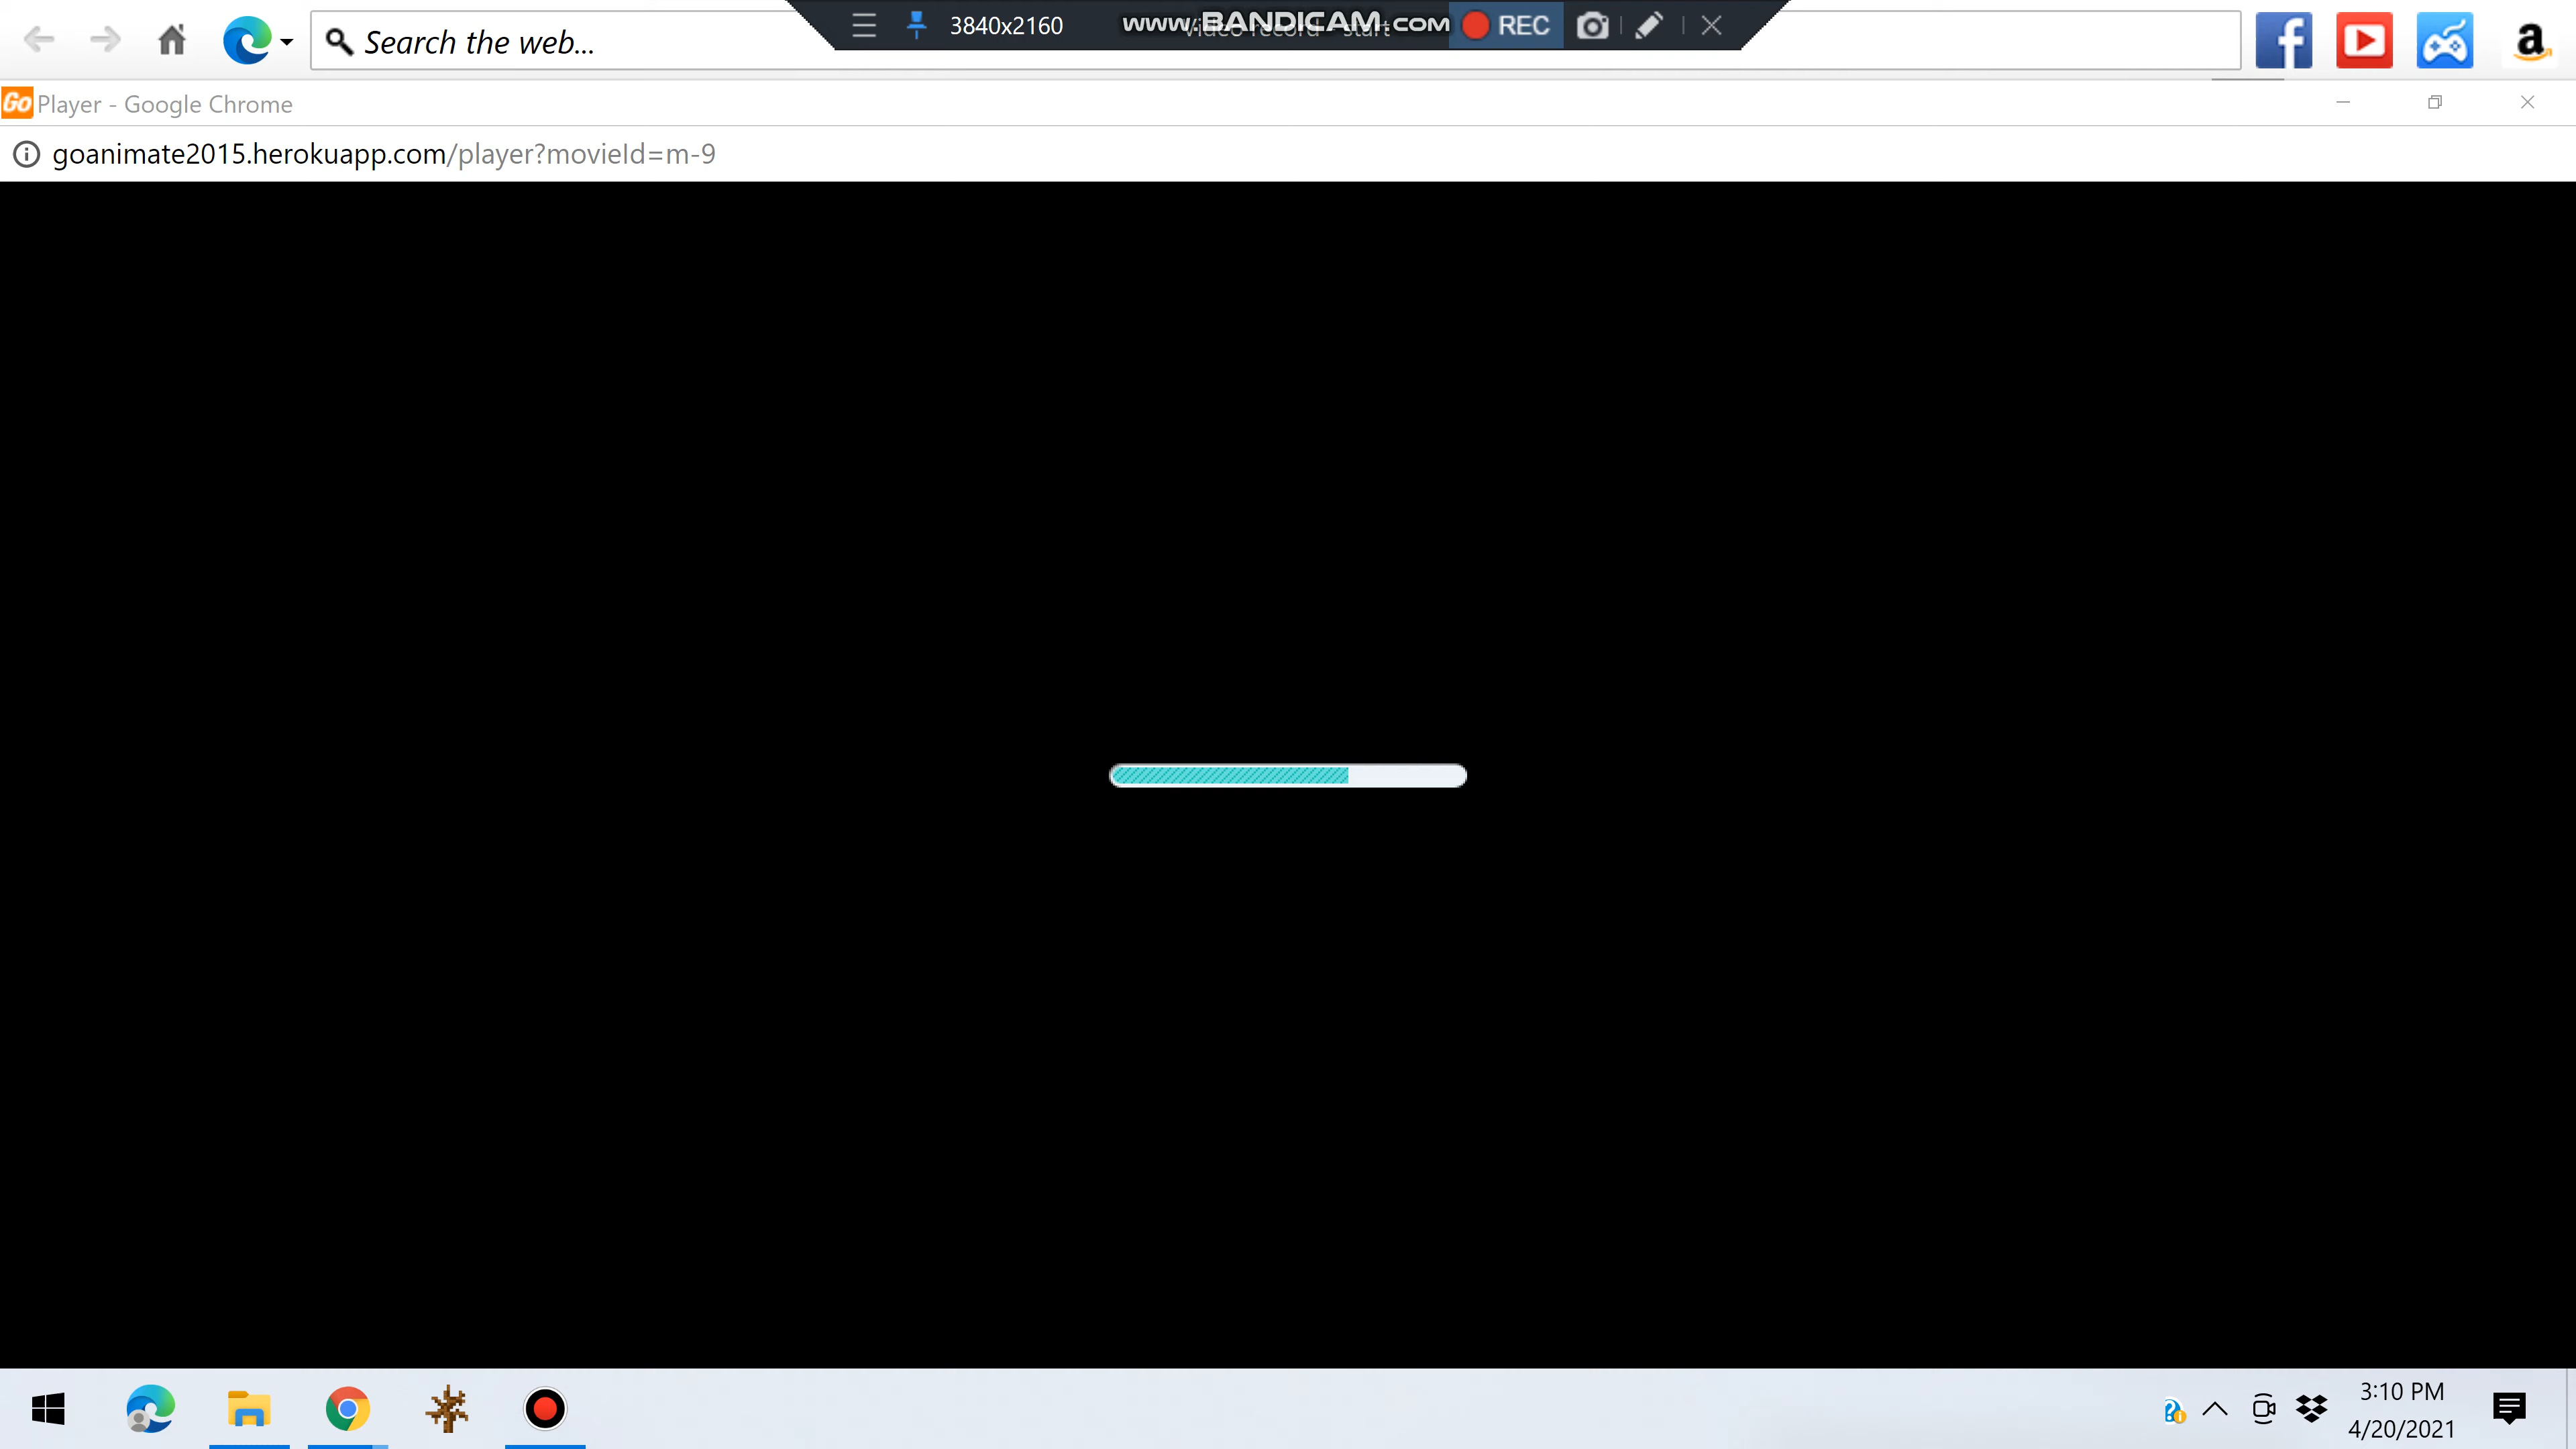 Search the web...
3840x2160
www.BANDICAM.com
REC
f
a
Go
Player - Google Chrome
goanimate2015.herokuapp.com/player?movieId=m-9
3:10 PM
4/20/2021